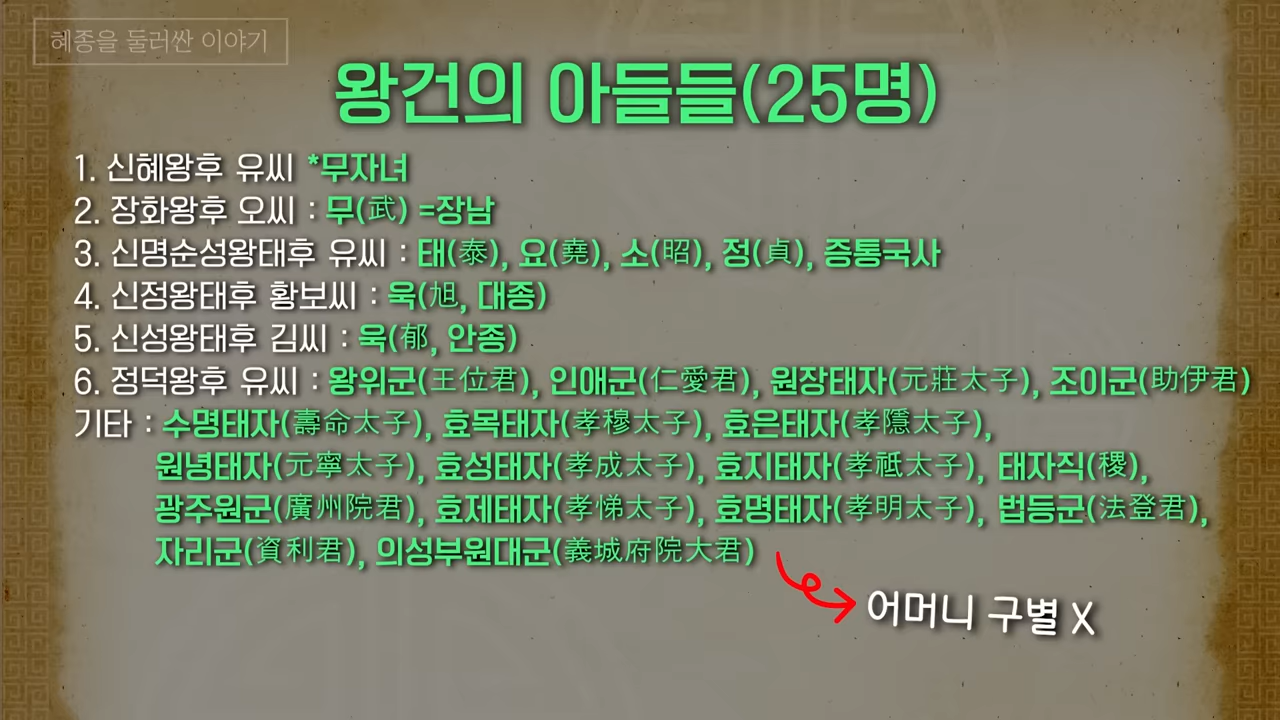 혜종을 둘러싼 이야기
왕건의 아들들(25명)
1. 신혜왕후 유씨 *무자녀
2. 장화왕후 오씨 : 무(武) =장남
3. 신명순성왕태후 유씨 : 태(泰), 요(堯), 소(昭), 정(貞), 증통국사
4. 신정왕태후 황보씨 : 욱(旭, 대종)
5. 신성왕태후 김씨 : 욱(郁, 안종)
6. 정덕왕후 유씨 : 왕위군(王位君), 인애군(仁愛君), 원장태자(元莊太子), 조이군(助伊君)
기타 : 수명태자(壽命太子), 효목태자(孝穆太子), 효은태자(孝隱太子),
원녕태자(元寧太子), 효성태자(孝成太子), 효지태자(孝祗太子), 태자직(稷),
광주원군(廣州院君), 효제태자(孝悌太子), 효명태자(孝明太子), 법등군(法登君),
자리군(資利君), 의성부원대군(義城府院大君)
어머니 구별 X